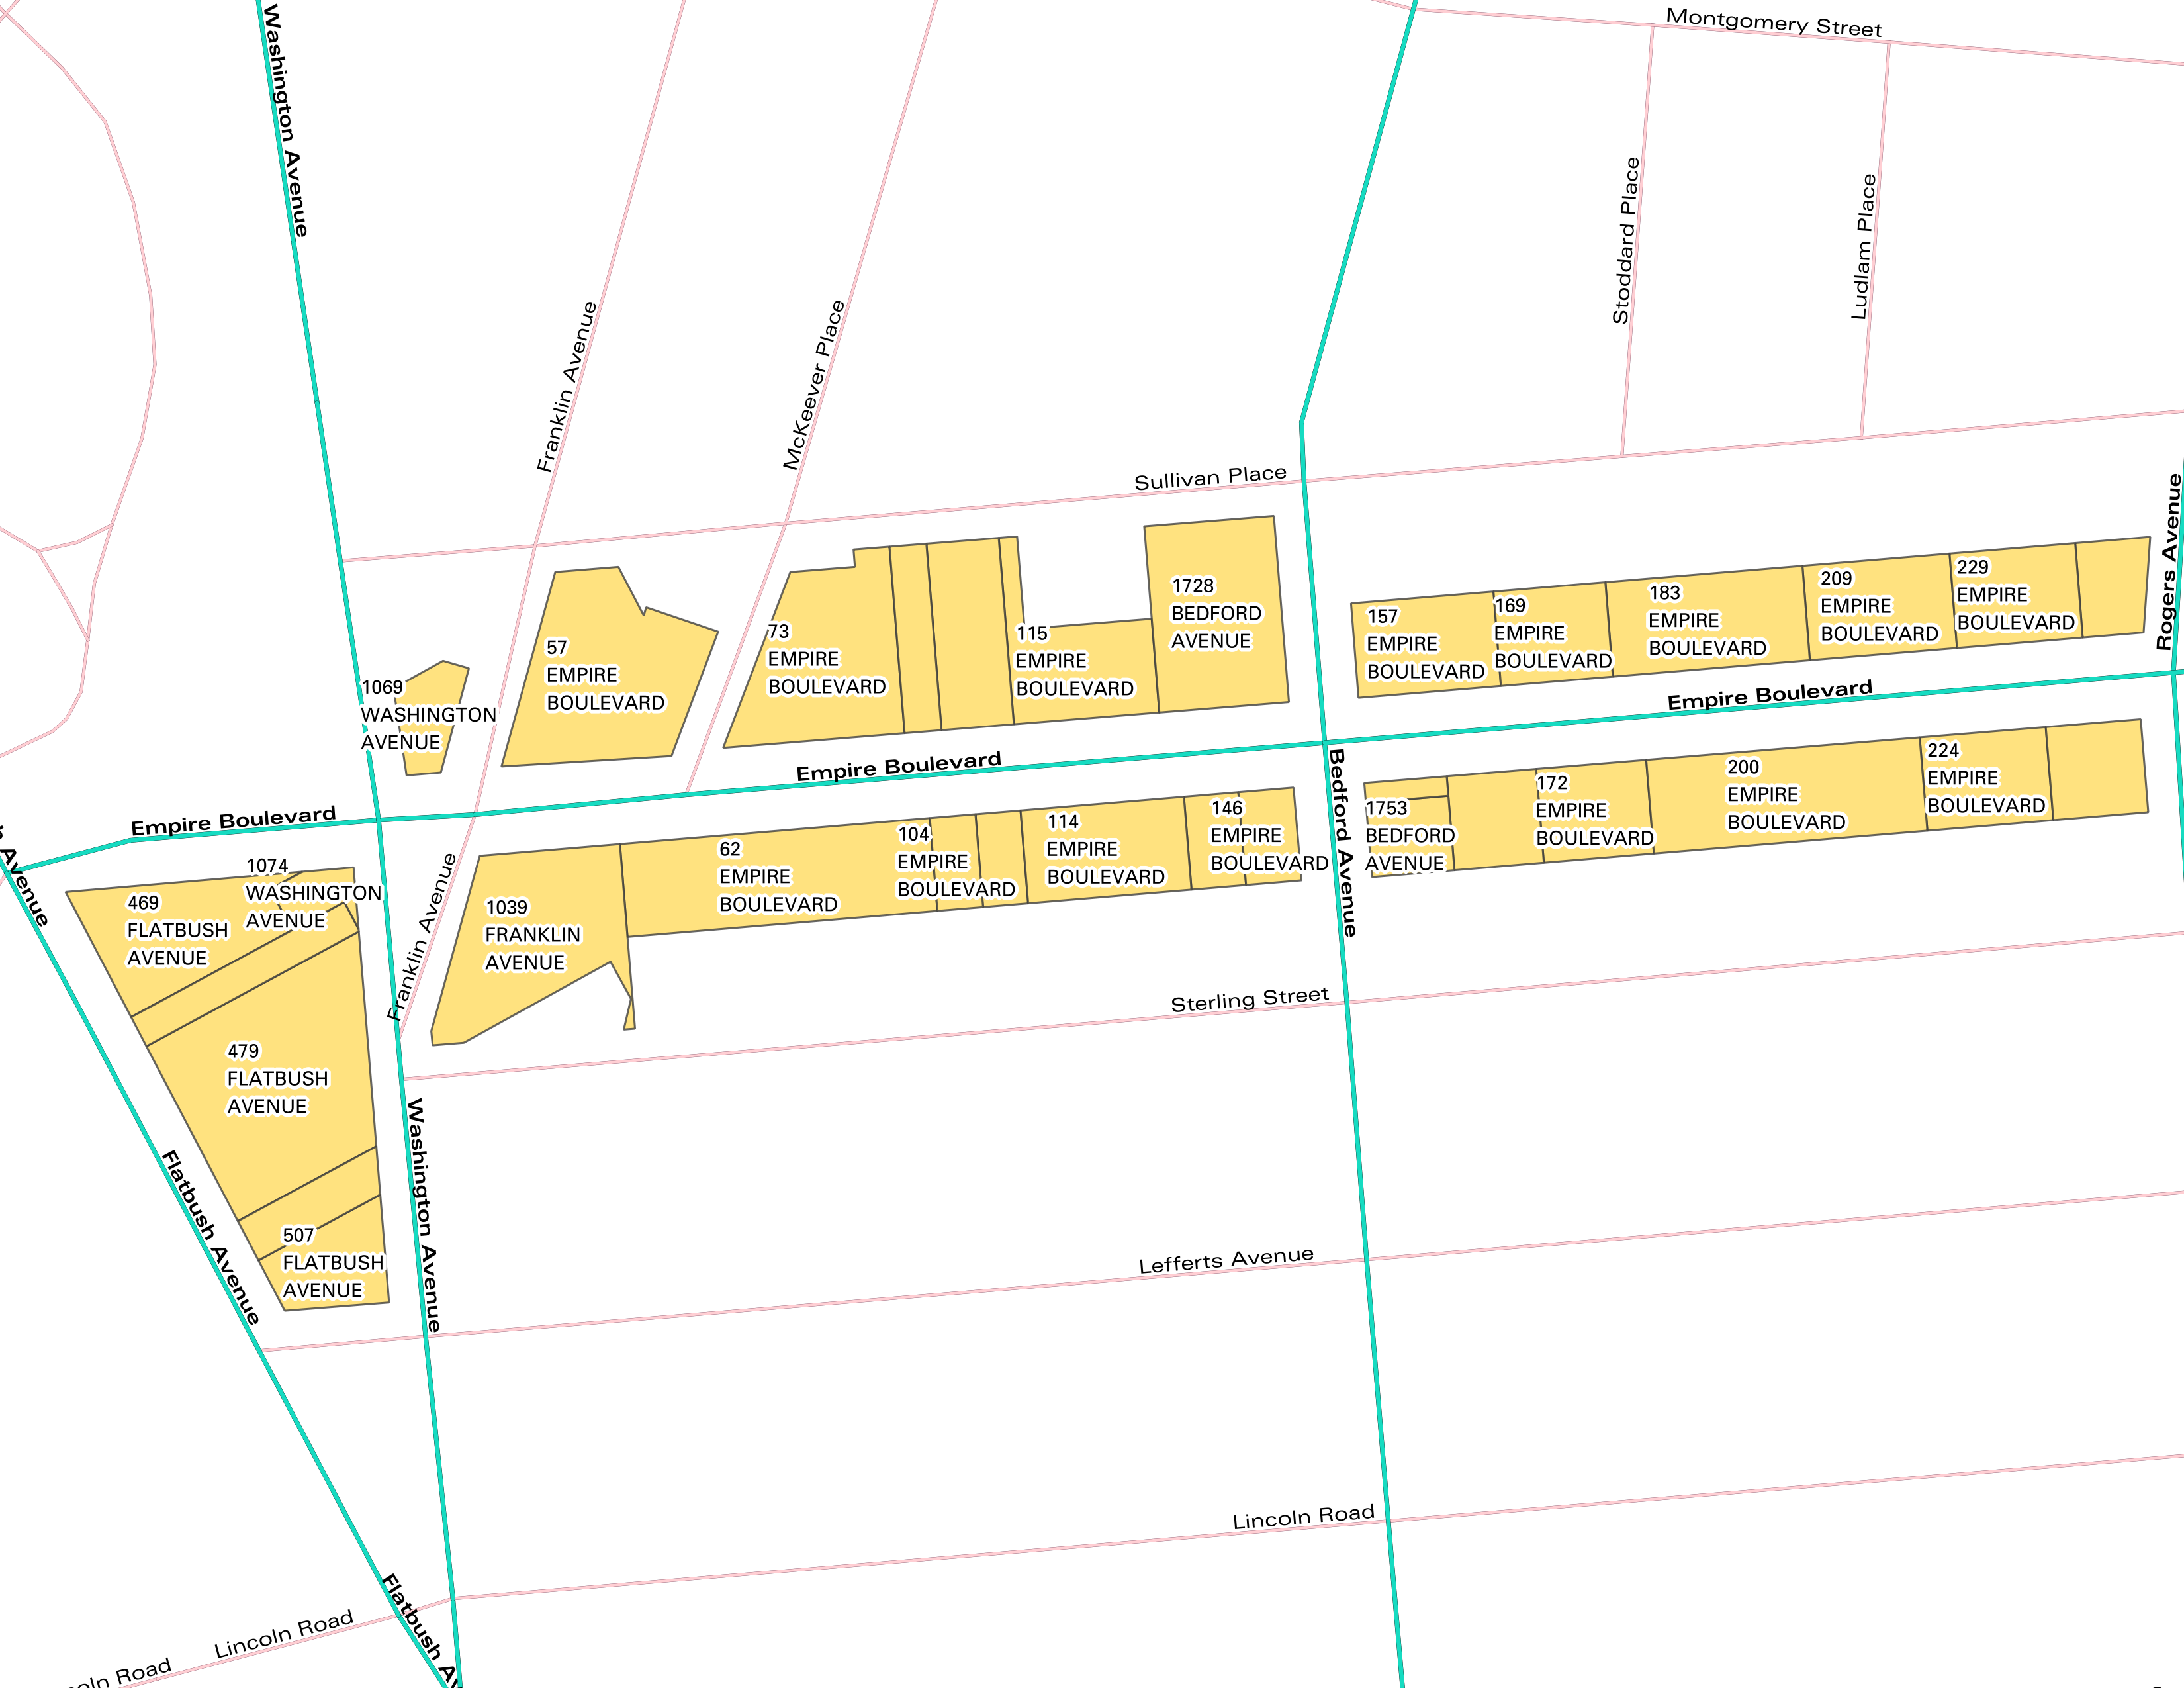 Montgomery Street
Washington Avenue
Stoddard Place
Ludlam Place
Franklin Avenue
McKeever Place
Sullivan Place
Rogers Avenue
1069
WASHINGTON
AVENUE
57
EMPIRE
BOULEVARD
73
EMPIRE
BOULEVARD
115
EMPIRE
BOULEVARD
1728
BEDFORD
AVENUE
157
EMPIRE
BOULEVARD
169
EMPIRE
BOULEVARD
183
EMPIRE
BOULEVARD
209
EMPIRE
BOULEVARD
229
EMPIRE
BOULEVARD
Empire Boulevard
Empire Boulevard
Empire Boulevard
Avenue
469
FLATBUSH
AVENUE
1074
WASHINGTON
AVENUE
Franklin Avenue
1039
FRANKLIN
AVENUE
62
EMPIRE
BOULEVARD
104
EMPIRE
BOULEVARD
114
EMPIRE
BOULEVARD
146
EMPIRE
BOULEVARD
Bedford Avenue
1753
BEDFORD
AVENUE
172
EMPIRE
BOULEVARD
200
EMPIRE
BOULEVARD
224
EMPIRE
BOULEVARD
Sterling Street
479
FLATBUSH
AVENUE
Washington Avenue
Flatbush Avenue
507
FLATBUSH
AVENUE
Lefferts Avenue
Lincoln Road
Flatbush Av
Lincoln Road
oln Road